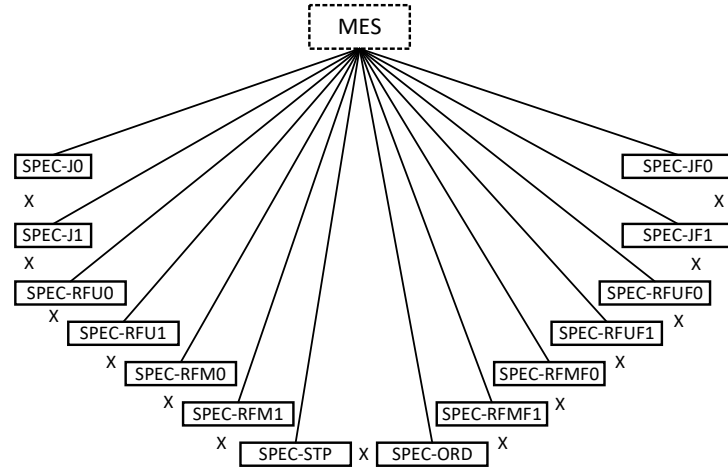 MES
SPEC-J0
SPEC-JF0
X
X
SPEC-J1
SPEC-JF1
X
X
SPEC-RFU0
SPEC-RFUF0
X
X
SPEC-RFU1
SPEC-RFUF1
X
X
SPEC-RFM0
SPEC-RFMF0
X
X
SPEC-RFM1
SPEC-RFMF1
X
X
SPEC-STP X SPEC-ORD